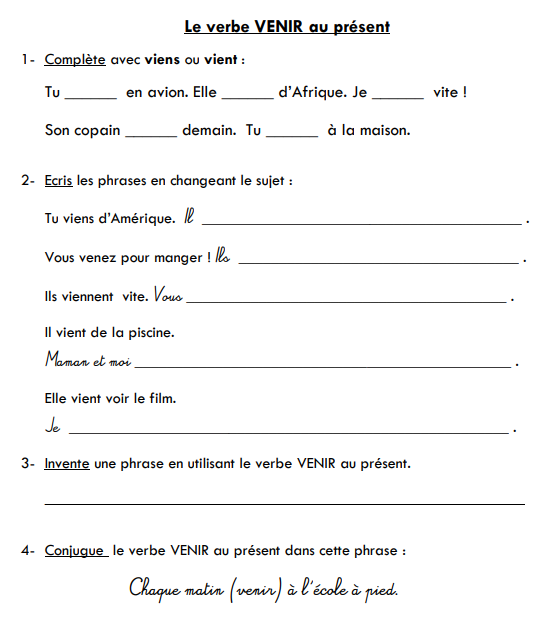 Le verbe VENIR au présent
1- Complète avec viens ou vient :
Tu ______ en avion. Elle ______ d'Afrique. Je ______ vite !
Son copain ______ demain. Tu ______ à la maison.
2- Ecris les phrases en changeant le sujet :
Tu viens d'Amérique. Il ______________________________________ .
Vous venez pour manger ! Ils _________________________________ .
Ils viennent vite. Vous ______________________________________ .
Il vient de la piscine.
Maman et moi _____________________________________________ .
Elle vient voir le film.
Je ____________________________________________________ .
3- Invente une phrase en utilisant le verbe VENIR au présent.
_________________________________________________________
4- Conjugue le verbe VENIR au présent dans cette phrase :
Chaque matin (venir) à l'école à pied.